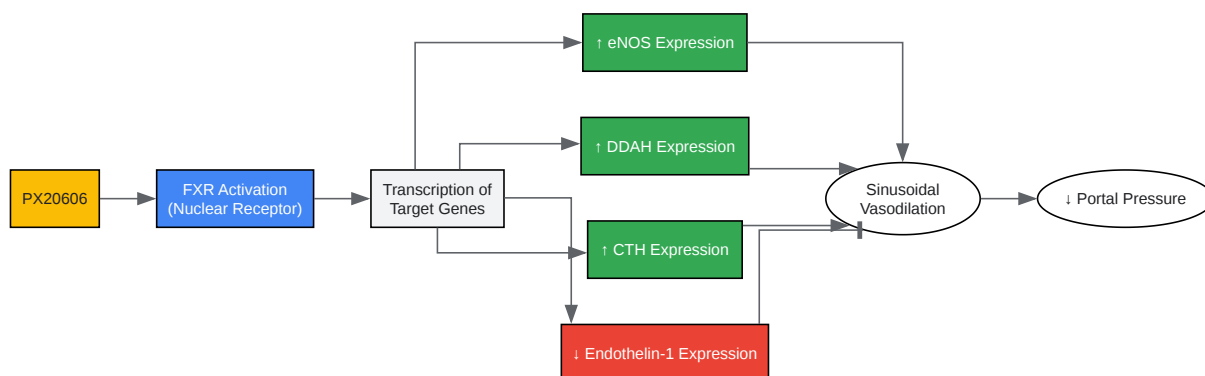 PX20606
FXR Activation
(Nuclear Receptor)
Transcription of
Target Genes
↑ eNOS Expression
↑ DDAH Expression
↑ CTH Expression
↓ Endothelin-1 Expression
Sinusoidal
Vasodilation
↓ Portal Pressure